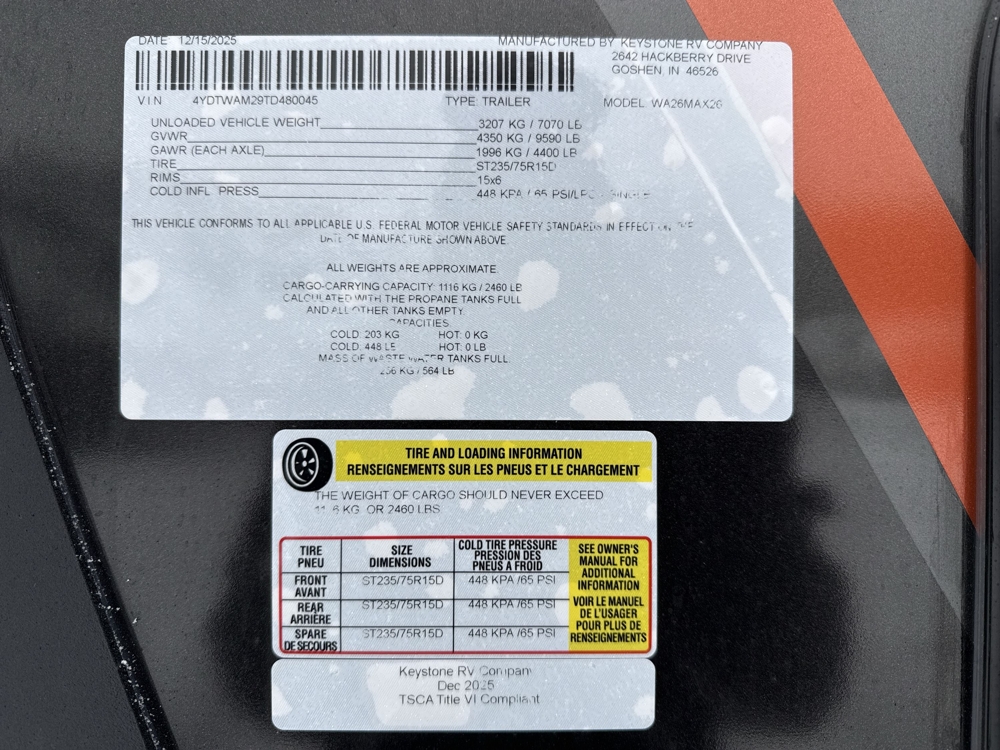 DATE 12/15/2025 MANUFACTURED BY KEYSTONE RV COMPANY
2642 HACKBERRY DRIVE
GOSHEN IN 46526
VIN 4YDTWAM29TD480045 TYPE: TRAILER MODEL WA26MAX26
UNLOADED VEHICLE WEIGHT 3207 KG / 7070 LB
GVWR 4350 KG / 9590 LB
GAWR (EACH AXLE) 1996 KG / 4400 LB
TIRE ST235/75R15D
RIMS 15x6
COLD INFL PRESS 448 KPA / 65 PSI/LPC SINGLE
THIS VEHICLE CONFORMS TO ALL APPLICABLE U.S. FEDERAL MOTOR VEHICLE SAFETY STANDARDS IN EFFECT ON THE
DATE OF MANUFACTURE SHOWN ABOVE
ALL WEIGHTS ARE APPROXIMATE
CARGO-CARRYING CAPACITY: 1116 KG / 2460 LB
CALCULATED WITH THE PROPANE TANKS FULL
AND ALL OTHER TANKS EMPTY
CAPACITIES
COLD: 203 KG HOT: 0 KG
COLD: 448 LB HOT: 0 LB
MASS OF WASTE WATER TANKS FULL:
256 KG / 564 LB
TIRE AND LOADING INFORMATION
RENSEIGNEMENTS SUR LES PNEUS ET LE CHARGEMENT
THE WEIGHT OF CARGO SHOULD NEVER EXCEED
1116 KG OR 2460 LBS
TIRE
PNEU
SIZE
DIMENSIONS
COLD TIRE PRESSURE
PRESSION DES
PNEUS A FROID
FRONT
AVANT
ST235/75R15D 448 KPA /65 PSI
REAR
ARRIÈRE
ST235/75R15D 448 KPA /65 PSI
SPARE
DE SECOURS
ST235/75R15D 448 KPA /65 PSI
SEE OWNER'S
MANUAL FOR
ADDITIONAL
INFORMATION
VOIR LE MANUEL
DE L'USAGER
POUR PLUS DE
RENSEIGNEMENTS
Keystone RV Company
Dec 2025
TSCA Title VI Compliant